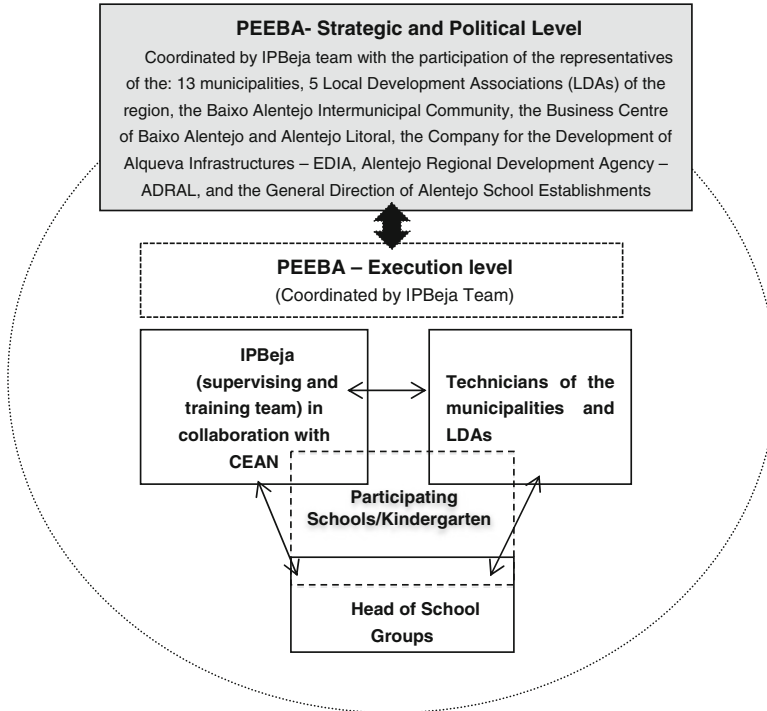 PEEBA- Strategic and Political Level
Coordinated by IPBeja team with the participation of the representatives
of the: 13 municipalities, 5 Local Development Associations (LDAs) of the
region, the Baixo Alentejo Intermunicipal Community, the Business Centre
of Baixo Alentejo and Alentejo Litoral, the Company for the Development of
Alqueva Infrastructures – EDIA, Alentejo Regional Development Agency –
ADRAL, and the General Direction of Alentejo School Establishments
PEEBA – Execution level
(Coordinated by IPBeja Team)
IPBeja
(supervising and
training team) in
collaboration with
CEAN
Technicians of the
municipalities and
LDAs
Participating
Schools/Kindergarten
Head of School
Groups